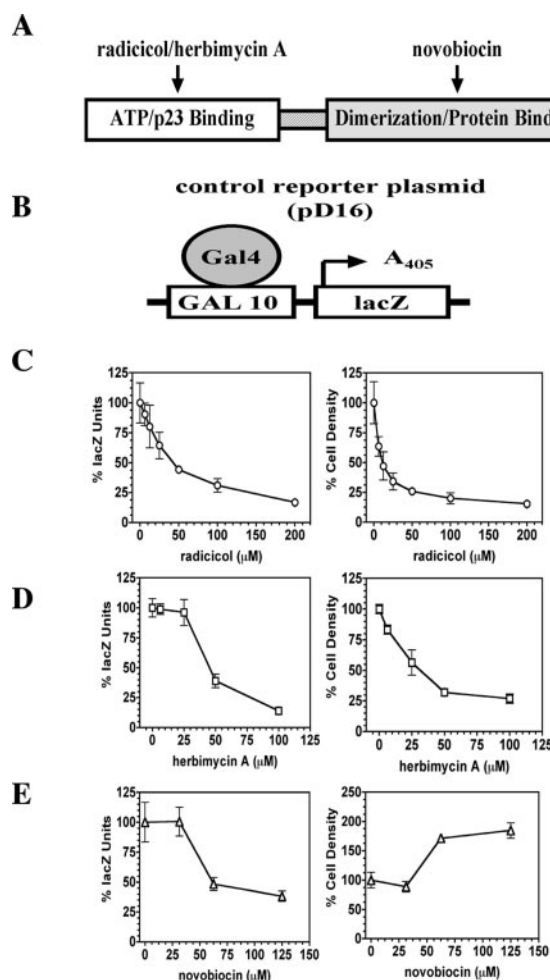 A
radicicol/herbimycin A
novobiocin
ATP/p23 Binding
Dimerization/Protein Bind
B
control reporter plasmid
(pD16)
Gal4
A405
GAL 10
lacZ
C
% lacZ Units
125
100
75
50
25
0
0 50 100 150 200
radicicol (μM)
% Cell Density
125
100
75
50
25
0
0 50 100 150 200
radicicol (μM)
D
% lacZ Units
125
100
75
50
25
0
0 25 50 75 100 125
herbimycin A (μM)
% Cell Density
125
100
75
50
25
0
0 25 50 75 100 125
herbimycin A (μM)
E
% lacZ Units
125
100
75
50
25
0
0 25 50 75 100 125 150
novobiocin (μM)
% Cell Density
250
200
150
100
50
0
0 25 50 75 100 125 150
novobiocin (μM)